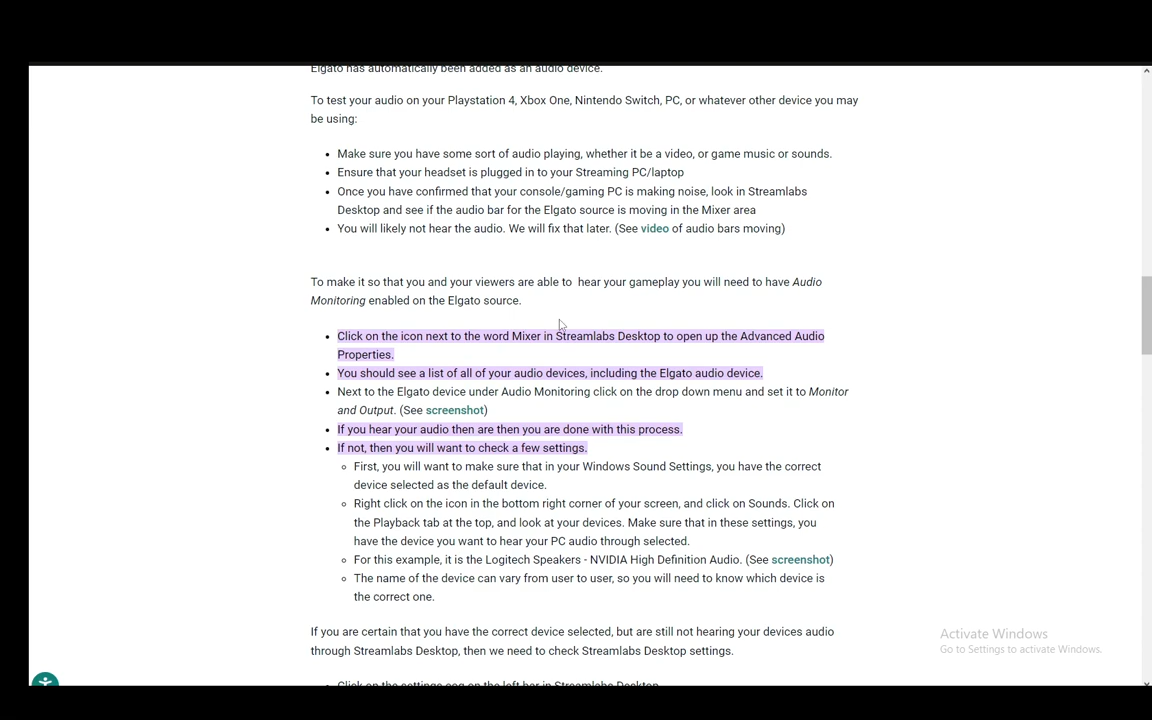 Elgato has automatically been added as an audio device.
To test your audio on your Playstation 4, Xbox One, Nintendo Switch, PC, or whatever other device you may
be using:
• Make sure you have some sort of audio playing, whether it be a video, or game music or sounds.
• Ensure that your headset is plugged in to your Streaming PC/laptop
• Once you have confirmed that your console/gaming PC is making noise, look in Streamlabs
Desktop and see if the audio bar for the Elgato source is moving in the Mixer area
• You will likely not hear the audio. We will fix that later. (See video of audio bars moving)
To make it so that you and your viewers are able to  hear your gameplay you will need to have Audio
Monitoring enabled on the Elgato source.
• Click on the icon next to the word Mixer in Streamlabs Desktop to open up the Advanced Audio
Properties.
• You should see a list of all of your audio devices, including the Elgato audio device.
• Next to the Elgato device under Audio Monitoring click on the drop down menu and set it to Monitor
and Output. (See screenshot)
• If you hear your audio then are then you are done with this process.
• If not, then you will want to check a few settings.
◦ First, you will want to make sure that in your Windows Sound Settings, you have the correct
device selected as the default device.
◦ Right click on the icon in the bottom right corner of your screen, and click on Sounds. Click on
the Playback tab at the top, and look at your devices. Make sure that in these settings, you
have the device you want to hear your PC audio through selected.
◦ For this example, it is the Logitech Speakers - NVIDIA High Definition Audio. (See screenshot)
◦ The name of the device can vary from user to user, so you will need to know which device is
the correct one.
If you are certain that you have the correct device selected, but are still not hearing your devices audio
through Streamlabs Desktop, then we need to check Streamlabs Desktop settings.
• Click on the settings cog on the left bar in Streamlabs Desktop
Activate Windows
Go to Settings to activate Windows.